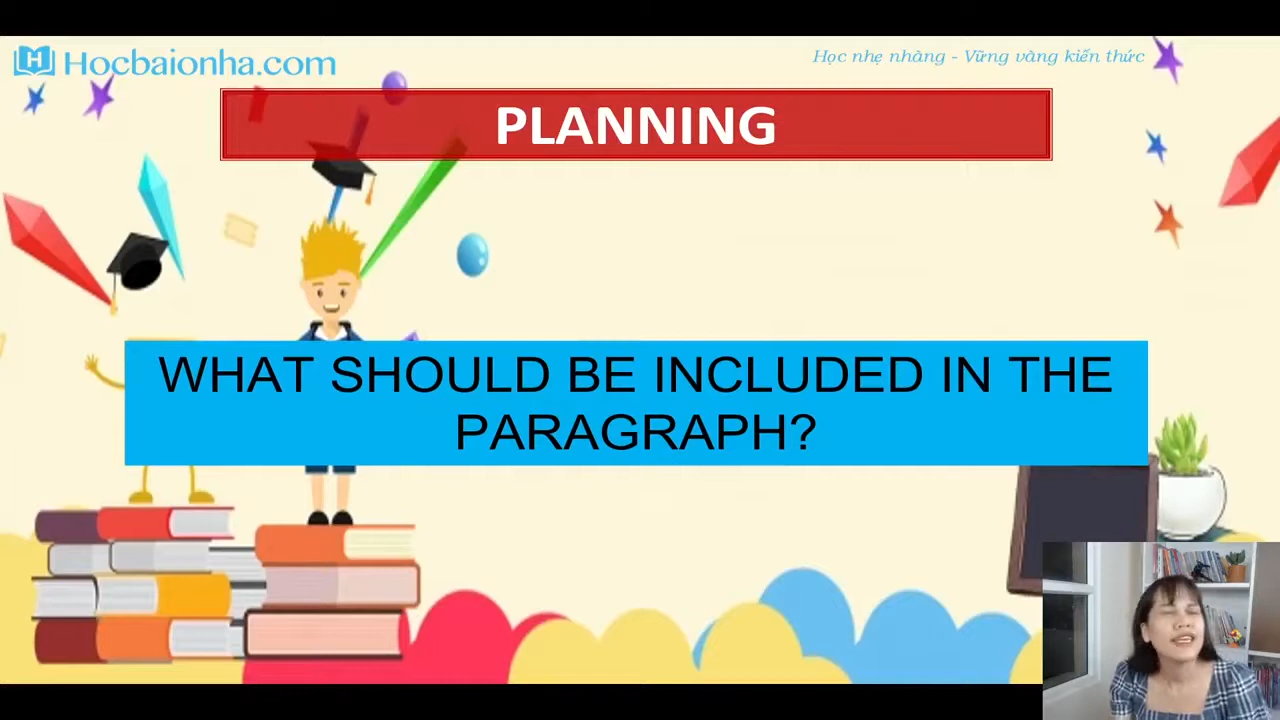 Hocbaionha.com
Học nhẹ nhàng - Vững vàng kiến thức
PLANNING
WHAT SHOULD BE INCLUDED IN THE
PARAGRAPH?